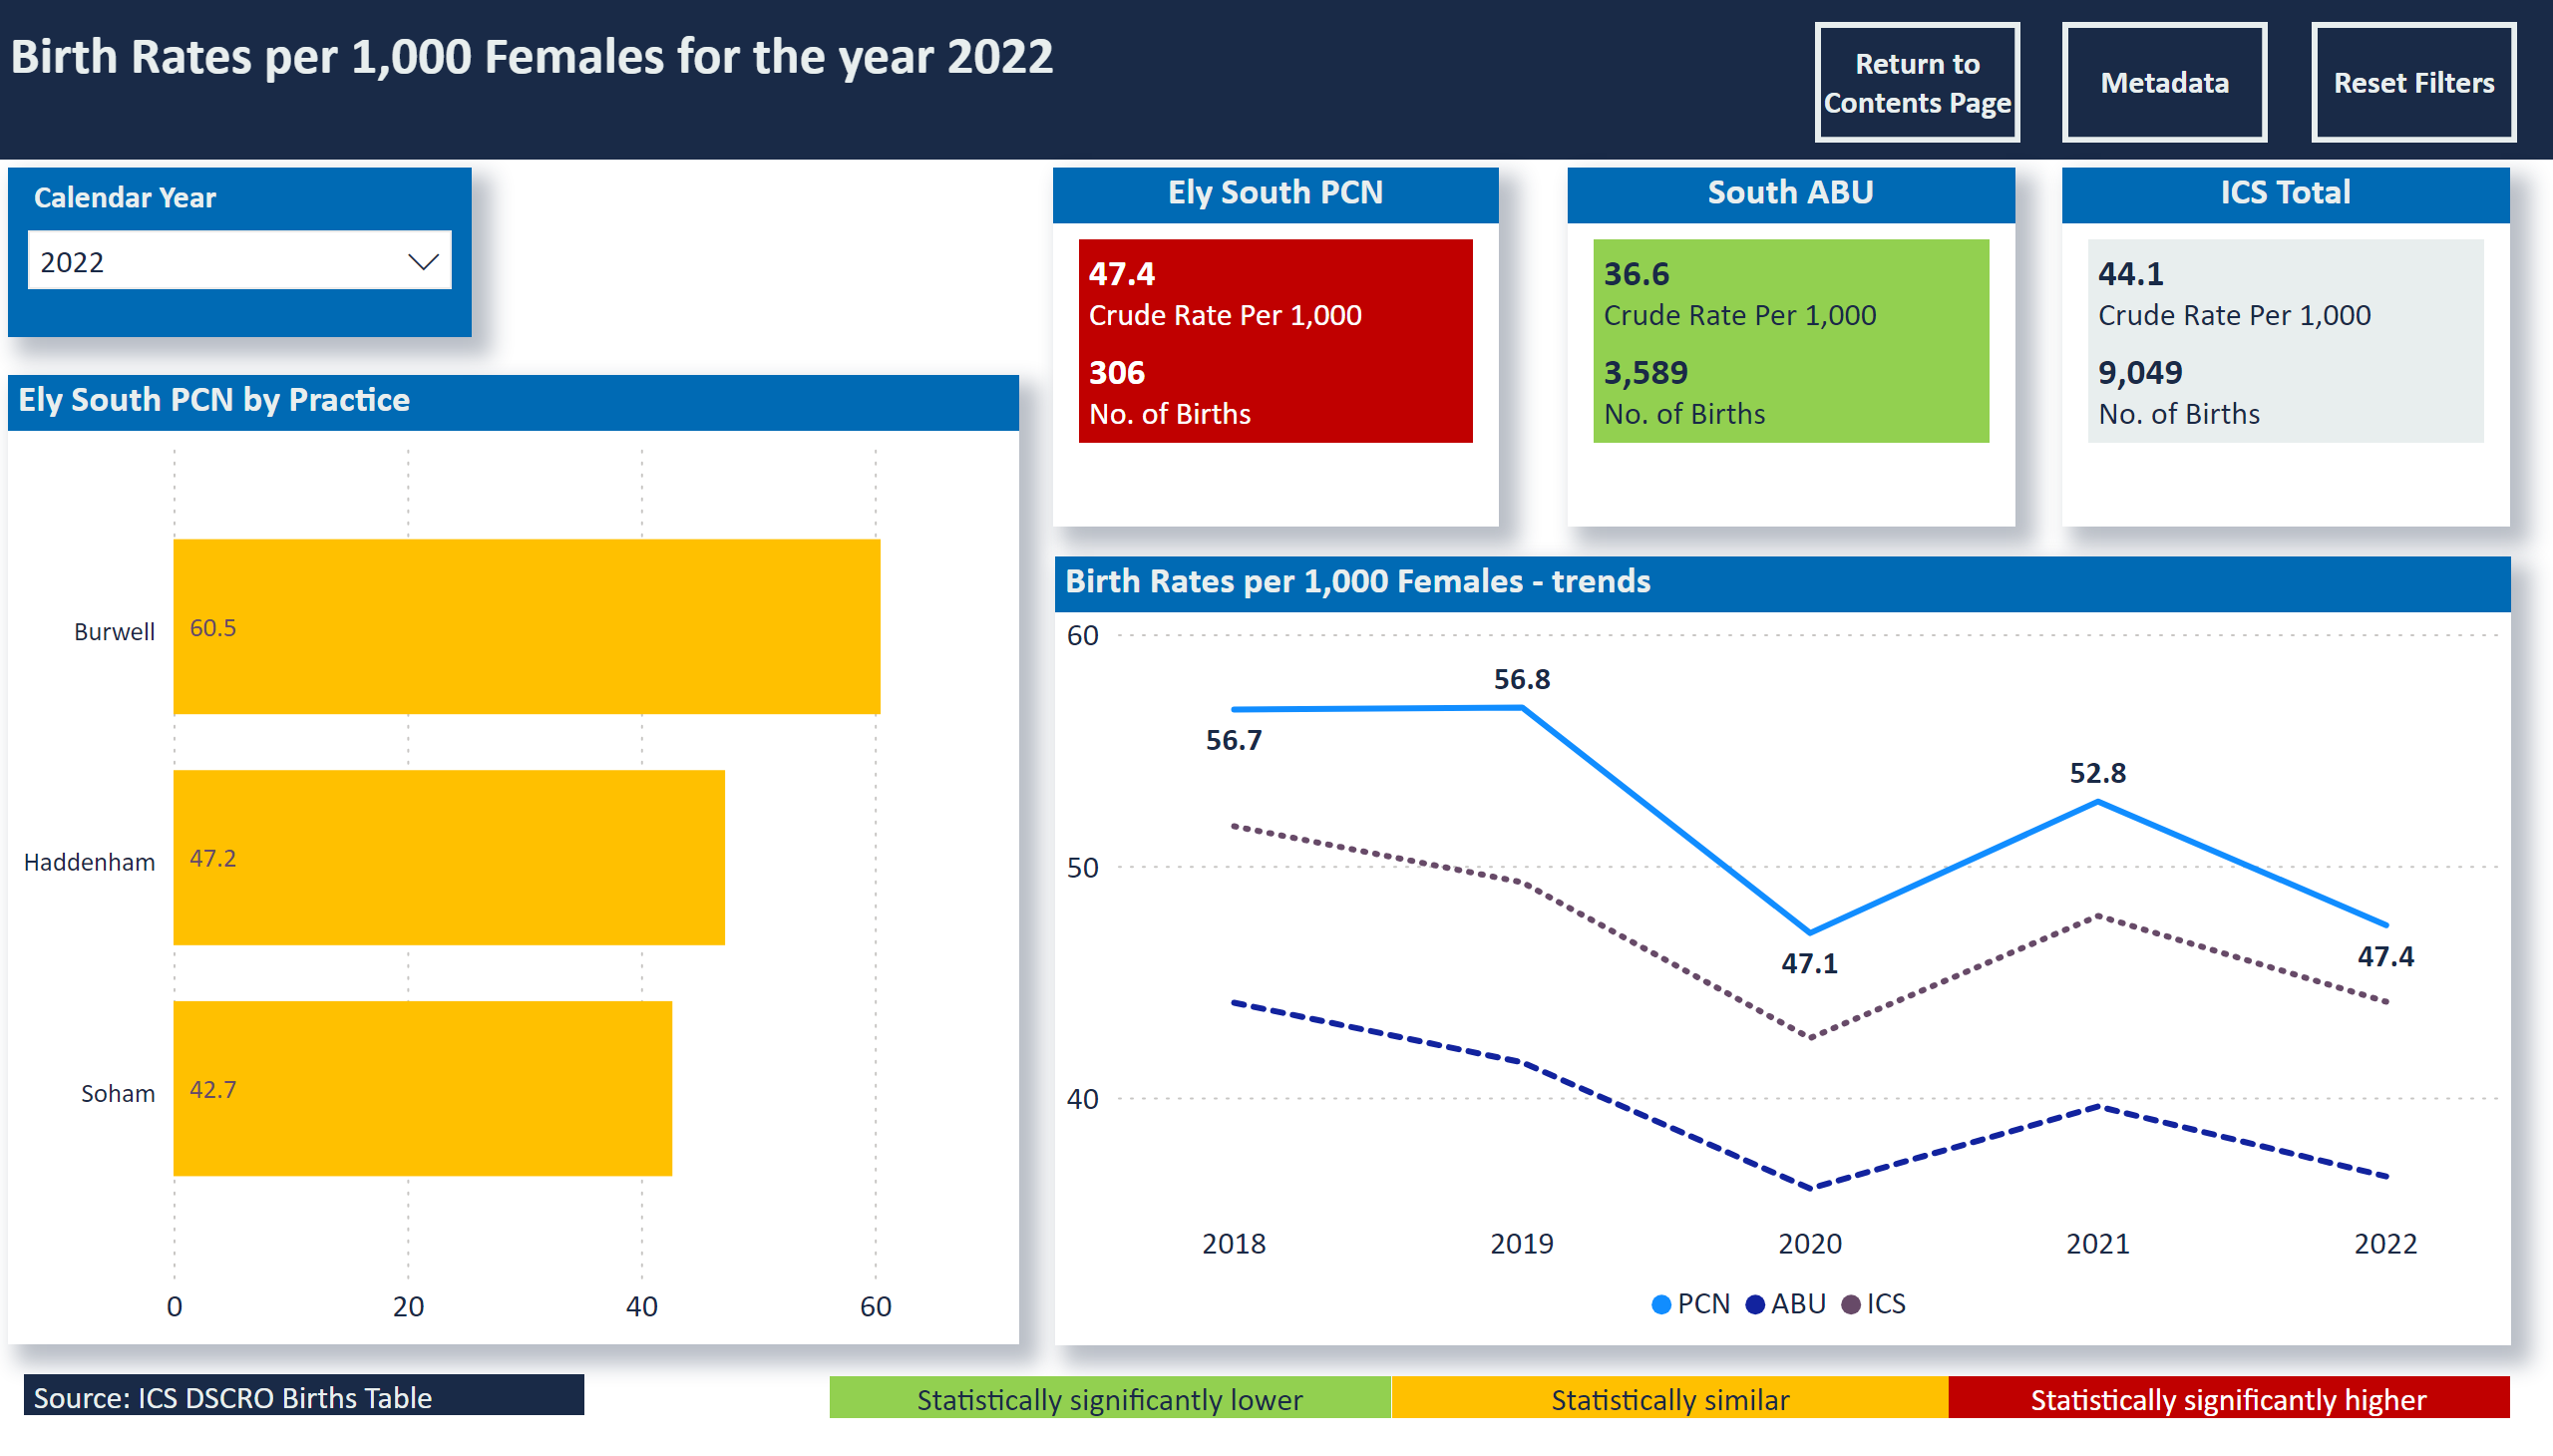 Birth Rates per 1,000 Females for the year 2022
Return to
Contents Page
Metadata
Reset Filters
Calendar Year
2022
Ely South PCN
47.4
Crude Rate Per 1,000
306
No. of Births
South ABU
36.6
Crude Rate Per 1,000
3,589
No. of Births
ICS Total
44.1
Crude Rate Per 1,000
9,049
No. of Births
Ely South PCN by Practice
Burwell
60.5
Haddenham
47.2
Soham
42.7
0 20 40 60
Birth Rates per 1,000 Females - trends
60
50
40
56.7
56.8
47.1
52.8
47.4
2018 2019 2020 2021 2022
PCN ABU ICS
Source: ICS DSCRO Births Table
Statistically significantly lower
Statistically similar
Statistically significantly higher